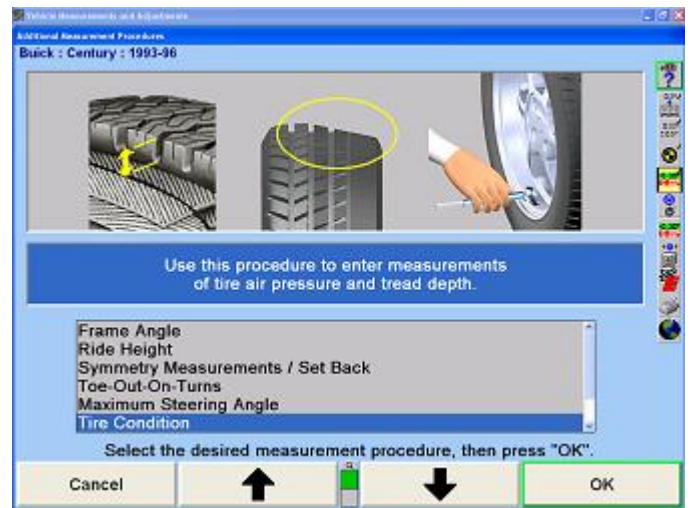 Vehicle Measurements and Adjustments
Additional Measurement Procedures
Buick : Century : 1993-96
Use this procedure to enter measurements
of tire air pressure and tread depth.
Frame Angle
Ride Height
Symmetry Measurements / Set Back
Toe-Out-On-Turns
Maximum Steering Angle
Tire Condition
Select the desired measurement procedure, then press "OK".
Cancel
OK